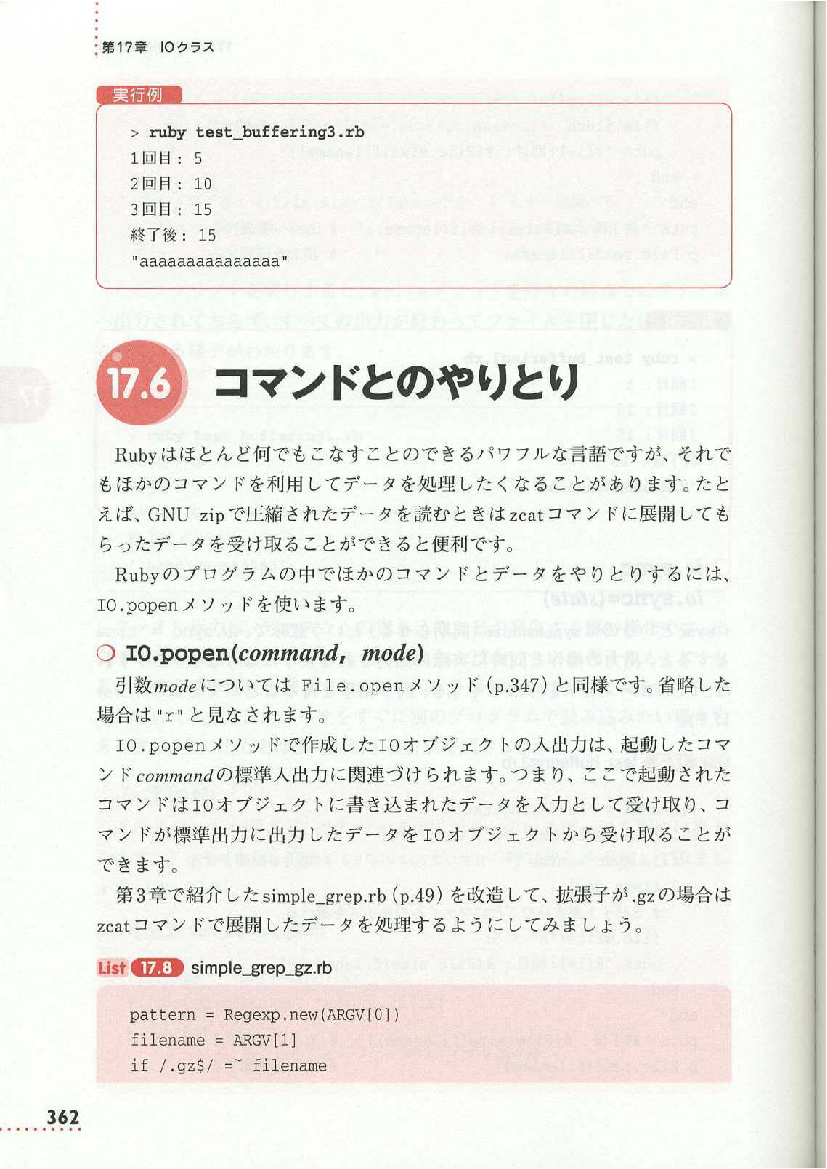 第17章 IOクラス
実行例
> ruby test_buffering3.rb
1回目: 5
2回目: 10
3回目: 15
終了後: 15
"aaaaaaaaaaaaaaa"
17.6 コマンドとのやりとり
Rubyはほとんど何でもこなすことのできるパワフルな言語ですが、それで
もほかのコマンドを利用してデータを処理したくなることがあります。たと
えば、GNU zipで圧縮されたデータを読むときはzcatコマンドに展開しても
らったデータを受け取ることができると便利です。
Rubyのプログラムの中でほかのコマンドとデータをやりとりするには、
IO.popenメソッドを使います。
○ IO.popen(command, mode)
引数modeについては File.openメソッド(p.347)と同様です。省略した
場合は"r"と見なされます。
IO.popenメソッドで作成したIOオブジェクトの入出力は、起動したコマ
ンドcommandの標準入出力に関連づけられます。つまり、ここで起動された
コマンドはIOオブジェクトに書き込まれたデータを入力として受け取り、コ
マンドが標準出力に出力したデータをIOオブジェクトから受け取ることが
できます。
第3章で紹介したsimple_grep.rb(p.49)を改造して、拡張子が.gzの場合は
zcatコマンドで展開したデータを処理するようにしてみましょう。
List 17.8 simple_grep_gz.rb
pattern = Regexp.new(ARGV[0])
filename = ARGV[1]
if /.gz$/ =~ filename
362